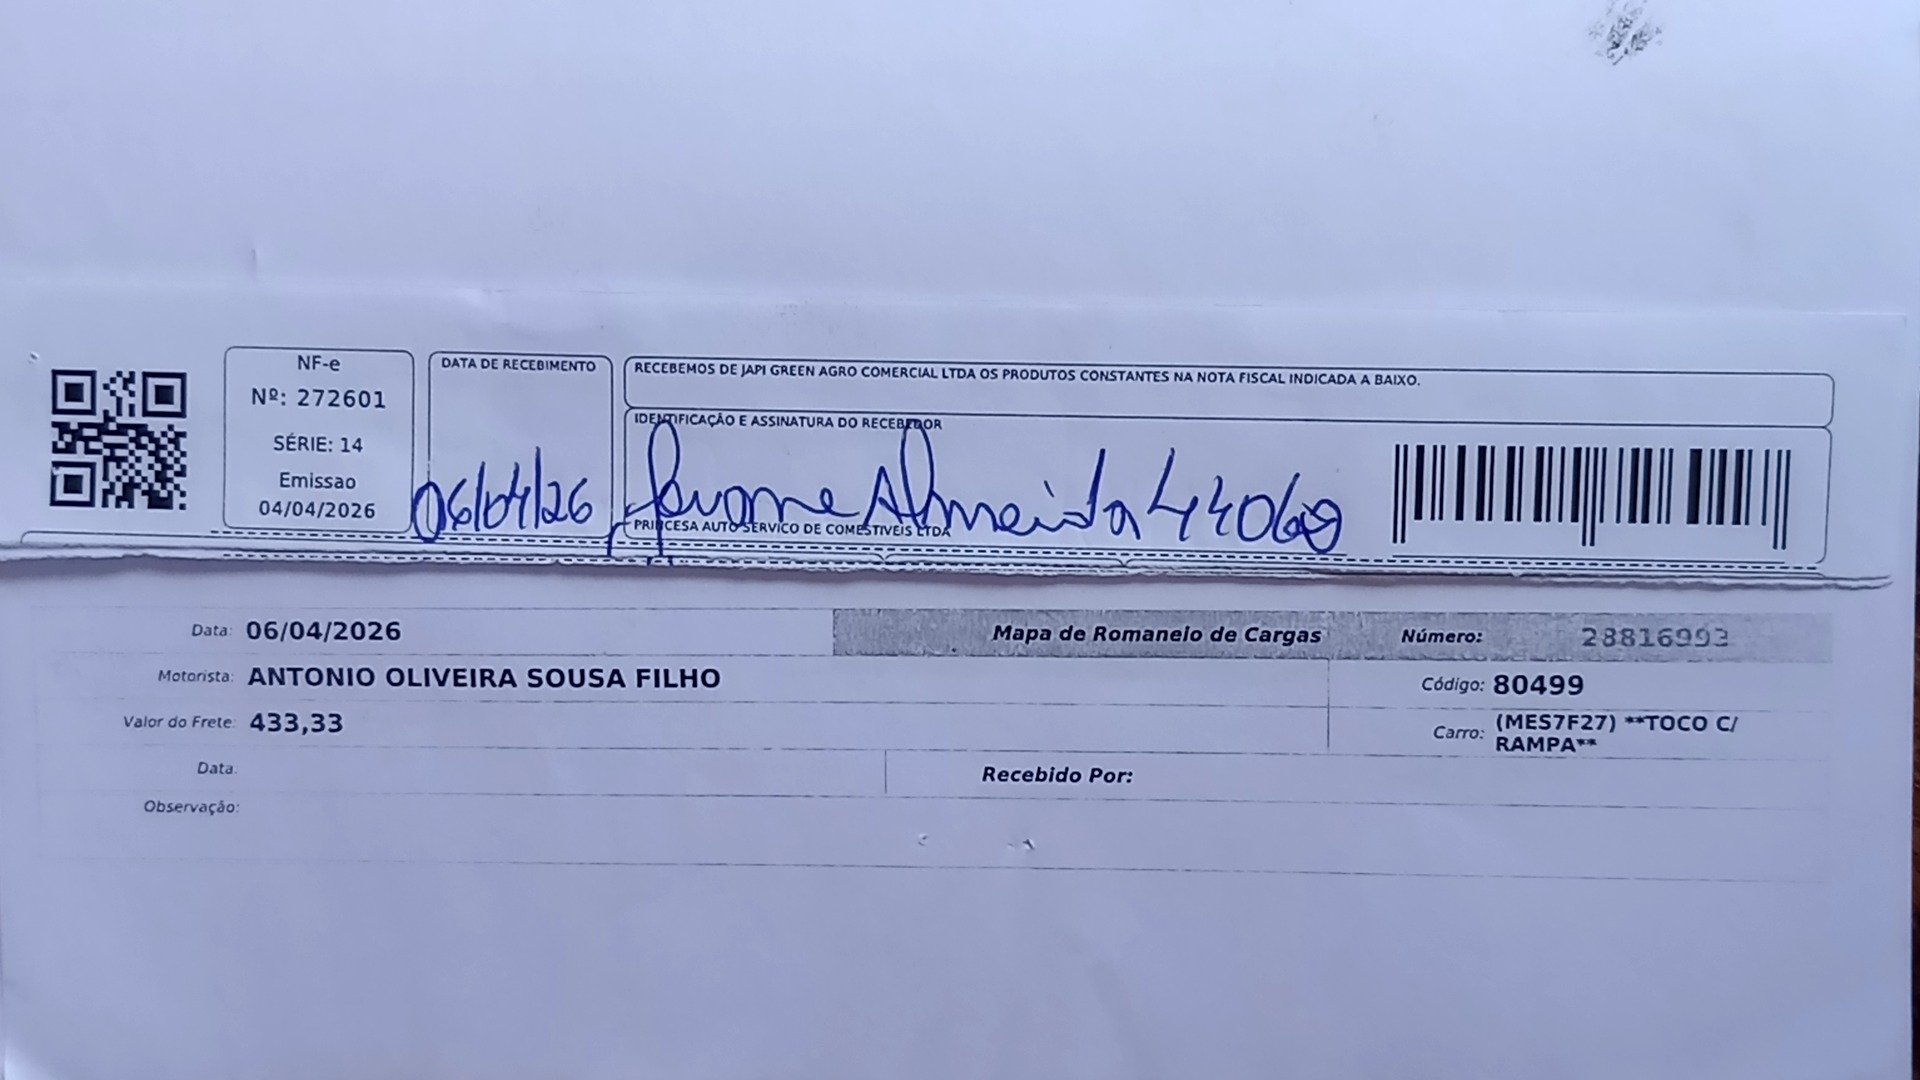 NF-e
Nº: 272601
SÉRIE: 14
Emissao
04/04/2026
DATA DE RECEBIMENTO
06/04/26
RECEBEMOS DE JAPI GREEN AGRO COMERCIAL LTDA OS PRODUTOS CONSTANTES NA NOTA FISCAL INDICADA A BAIXO.
IDENTIFICAÇÃO E ASSINATURA DO RECEBEDOR
Almeida
PRINCESA AUTO SERVICO DE COMESTIVEIS LTDA
Data: 06/04/2026
Mapa de Romaneio de Cargas
Número: 28816993
Motorista: ANTONIO OLIVEIRA SOUSA FILHO
Código: 80499
Valor do Frete: 433,33
Carro: (MES7F27) **TOCO C/
RAMPA**
Data:
Recebido Por:
Observação: